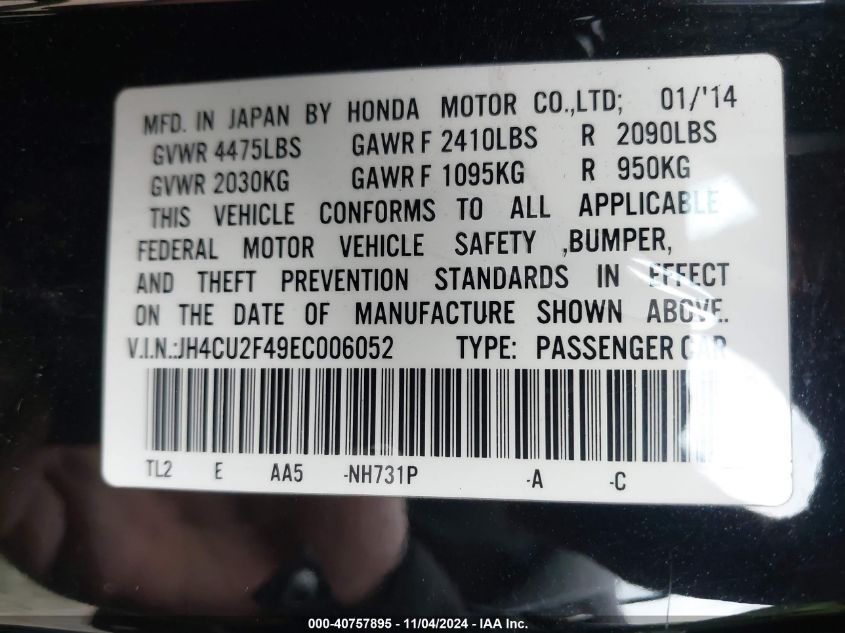 MFD. IN JAPAN BY HONDA MOTOR CO.,LTD; 01/'14
GVWR 4475LBS GAWR F 2410LBS R 2090LBS
GVWR 2030KG GAWR F 1095KG R 950KG
THIS VEHICLE CONFORMS TO ALL APPLICABLE
FEDERAL MOTOR VEHICLE SAFETY ,BUMPER,
AND THEFT PREVENTION STANDARDS IN EFFECT
ON THE DATE OF MANUFACTURE SHOWN ABOVE.
V.I.N.:JH4CU2F49EC006052 TYPE: PASSENGER CAR
TL2 E AA5 -NH731P -A -C
000-40757895 - 11/04/2024 - IAA Inc.